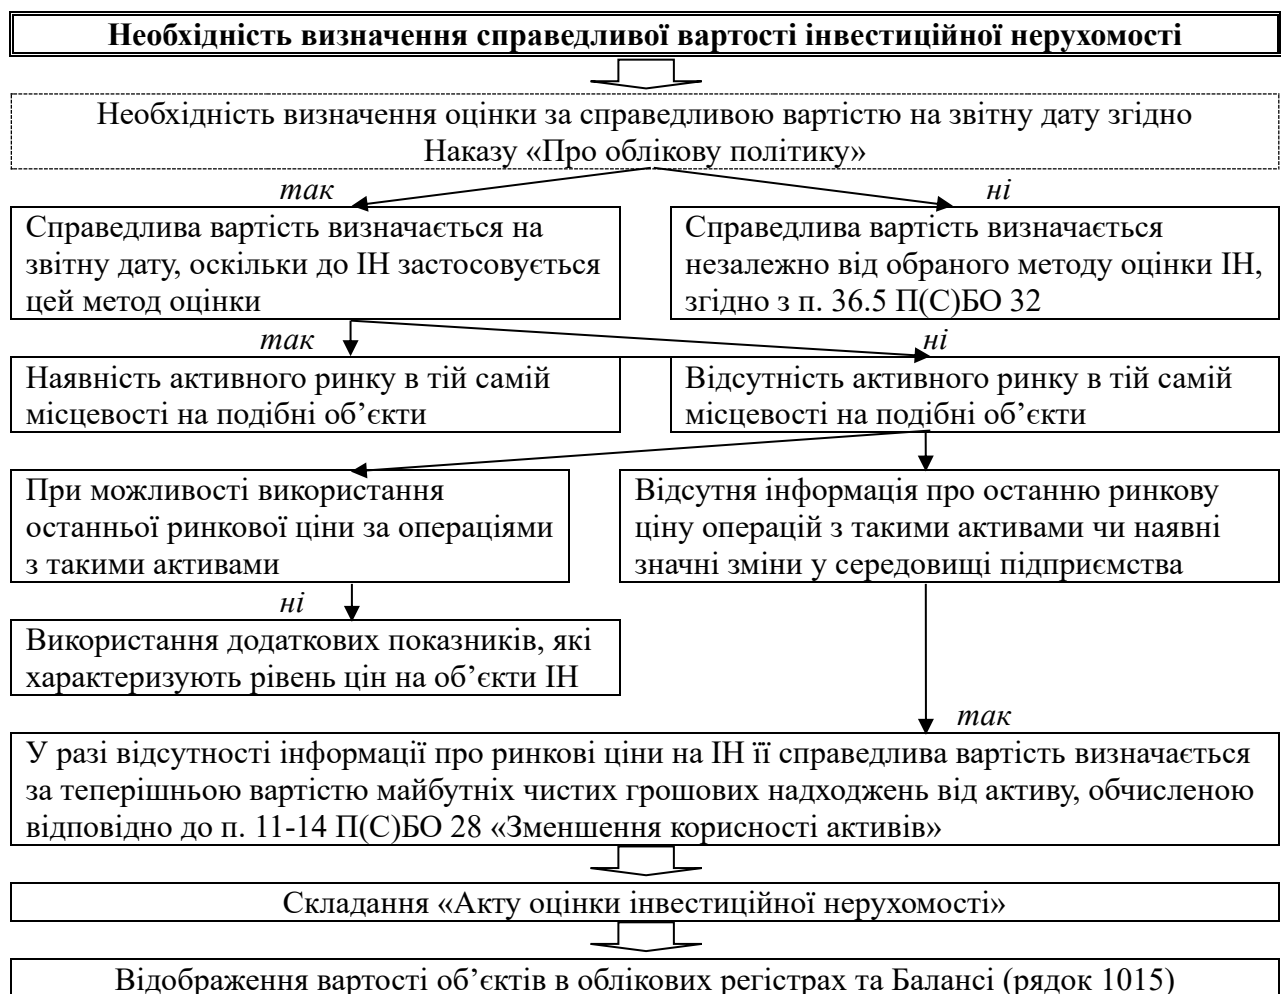 Необхідність визначення справедливої вартості інвестиційної нерухомості
Необхідність визначення оцінки за справедливою вартістю на звітну дату згідно
Наказу «Про облікову політику»
так
ні
Справедлива вартість визначається на
звітну дату, оскільки до ІН застосовується
цей метод оцінки
Справедлива вартість визначається
незалежно від обраного методу оцінки ІН,
згідно з п. 36.5 П(С)БО 32
так
ні
Наявність активного ринку в тій самій
місцевості на подібні об’єкти
Відсутність активного ринку в тій самій
місцевості на подібні об’єкти
При можливості використання
останньої ринкової ціни за операціями
з такими активами
Відсутня інформація про останню ринкову
ціну операцій з такими активами чи наявні
значні зміни у середовищі підприємства
ні
Використання додаткових показників, які
характеризують рівень цін на об’єкти ІН
так
У разі відсутності інформації про ринкові ціни на ІН її справедлива вартість визначається
за теперішньою вартістю майбутніх чистих грошових надходжень від активу, обчисленою
відповідно до п. 11-14 П(С)БО 28 «Зменшення корисності активів»
Складання «Акту оцінки інвестиційної нерухомості»
Відображення вартості об’єктів в облікових регістрах та Балансі (рядок 1015)